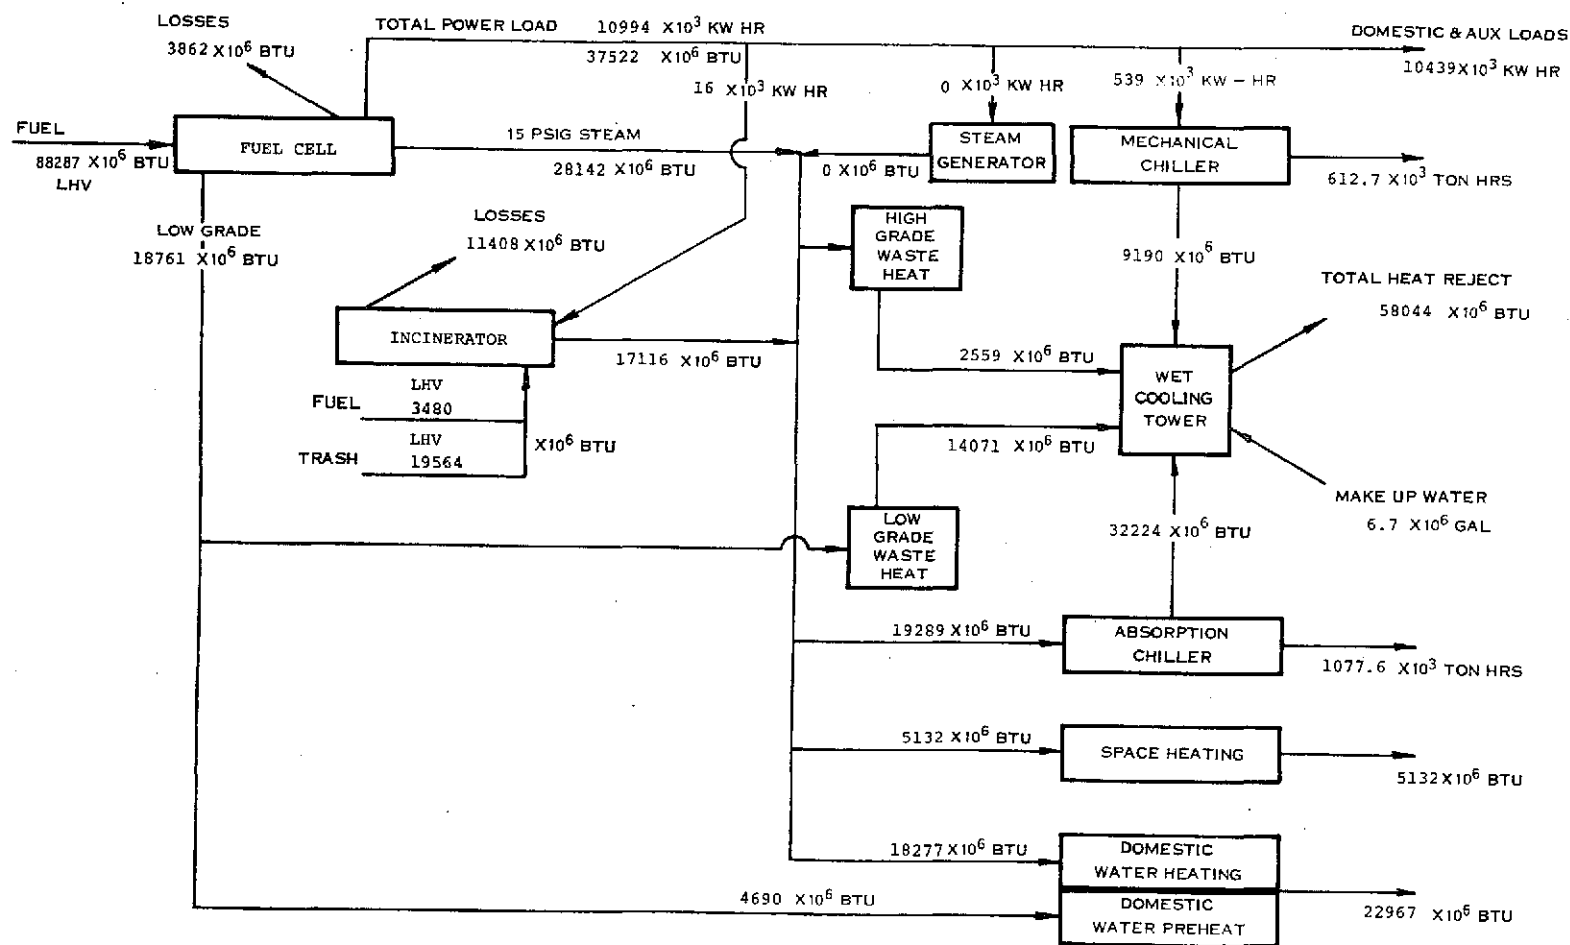 LOSSES
3862 X10⁶ BTU
TOTAL POWER LOAD 10994 X10³ KW HR
37522 X10⁶ BTU
DOMESTIC & AUX LOADS
10439X10³ KW HR
16 X10³ KW HR
0 X10³ KW HR
539 X10³ KW - HR
FUEL
88287 X10⁶ BTU
LHV
FUEL CELL
15 PSIG STEAM
28142 X10⁶ BTU
0 X10⁶ BTU
STEAM
GENERATOR
MECHANICAL
CHILLER
612.7 X10³ TON HRS
LOW GRADE
18761 X10⁶ BTU
LOSSES
11408 X10⁶ BTU
HIGH
GRADE
WASTE
HEAT
9190 X10⁶ BTU
TOTAL HEAT REJECT
58044 X10⁶ BTU
INCINERATOR
17116 X10⁶ BTU
2559 X10⁶ BTU
WET
COOLING
TOWER
LHV
FUEL 3480
LHV
TRASH 19564
X10⁶ BTU
14071 X10⁶ BTU
MAKE UP WATER
6.7 X10⁶ GAL
LOW
GRADE
WASTE
HEAT
32224 X10⁶ BTU
19289 X10⁶ BTU
ABSORPTION
CHILLER
1077.6 X10³ TON HRS
5132 X10⁶ BTU
SPACE HEATING
5132X10⁶ BTU
18277X10⁶ BTU
DOMESTIC
WATER HEATING
4690 X10⁶ BTU
DOMESTIC
WATER PREHEAT
22967 X10⁶ BTU